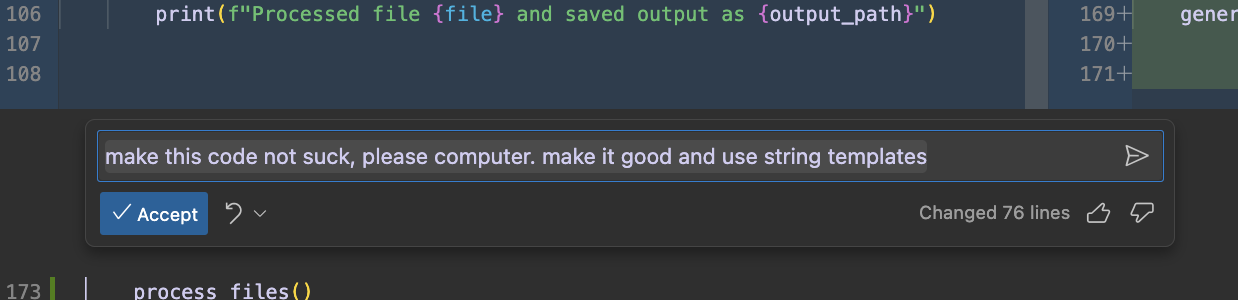 106 print(f"Processed file {file} and saved output as {output_path}") 169+ gener
107 170+
108 171+
make this code not suck, please computer. make it good and use string templates
Accept Changed 76 lines
173 process_files()